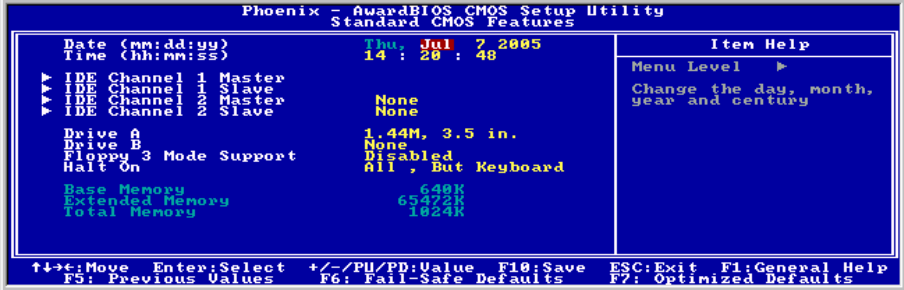 Phoenix - AwardBIOS CMOS Setup Utility
Standard CMOS Features
Date (mm:dd:yy) Thu, Jul 7 2005
Time (hh:mm:ss) 14 : 20 : 48
► IDE Channel 1 Master
► IDE Channel 1 Slave
► IDE Channel 2 Master None
► IDE Channel 2 Slave None
Drive A 1.44M, 3.5 in.
Drive B None
Floppy 3 Mode Support Disabled
Halt On All , But Keyboard
Base Memory 640K
Extended Memory 65472K
Total Memory 1024K
Item Help
Menu Level ►
Change the day, month,
year and century
↑↓→←:Move Enter:Select +/-/PU/PD:Value F10:Save ESC:Exit F1:General Help
F5: Previous Values F6: Fail-Safe Defaults F7: Optimized Defaults